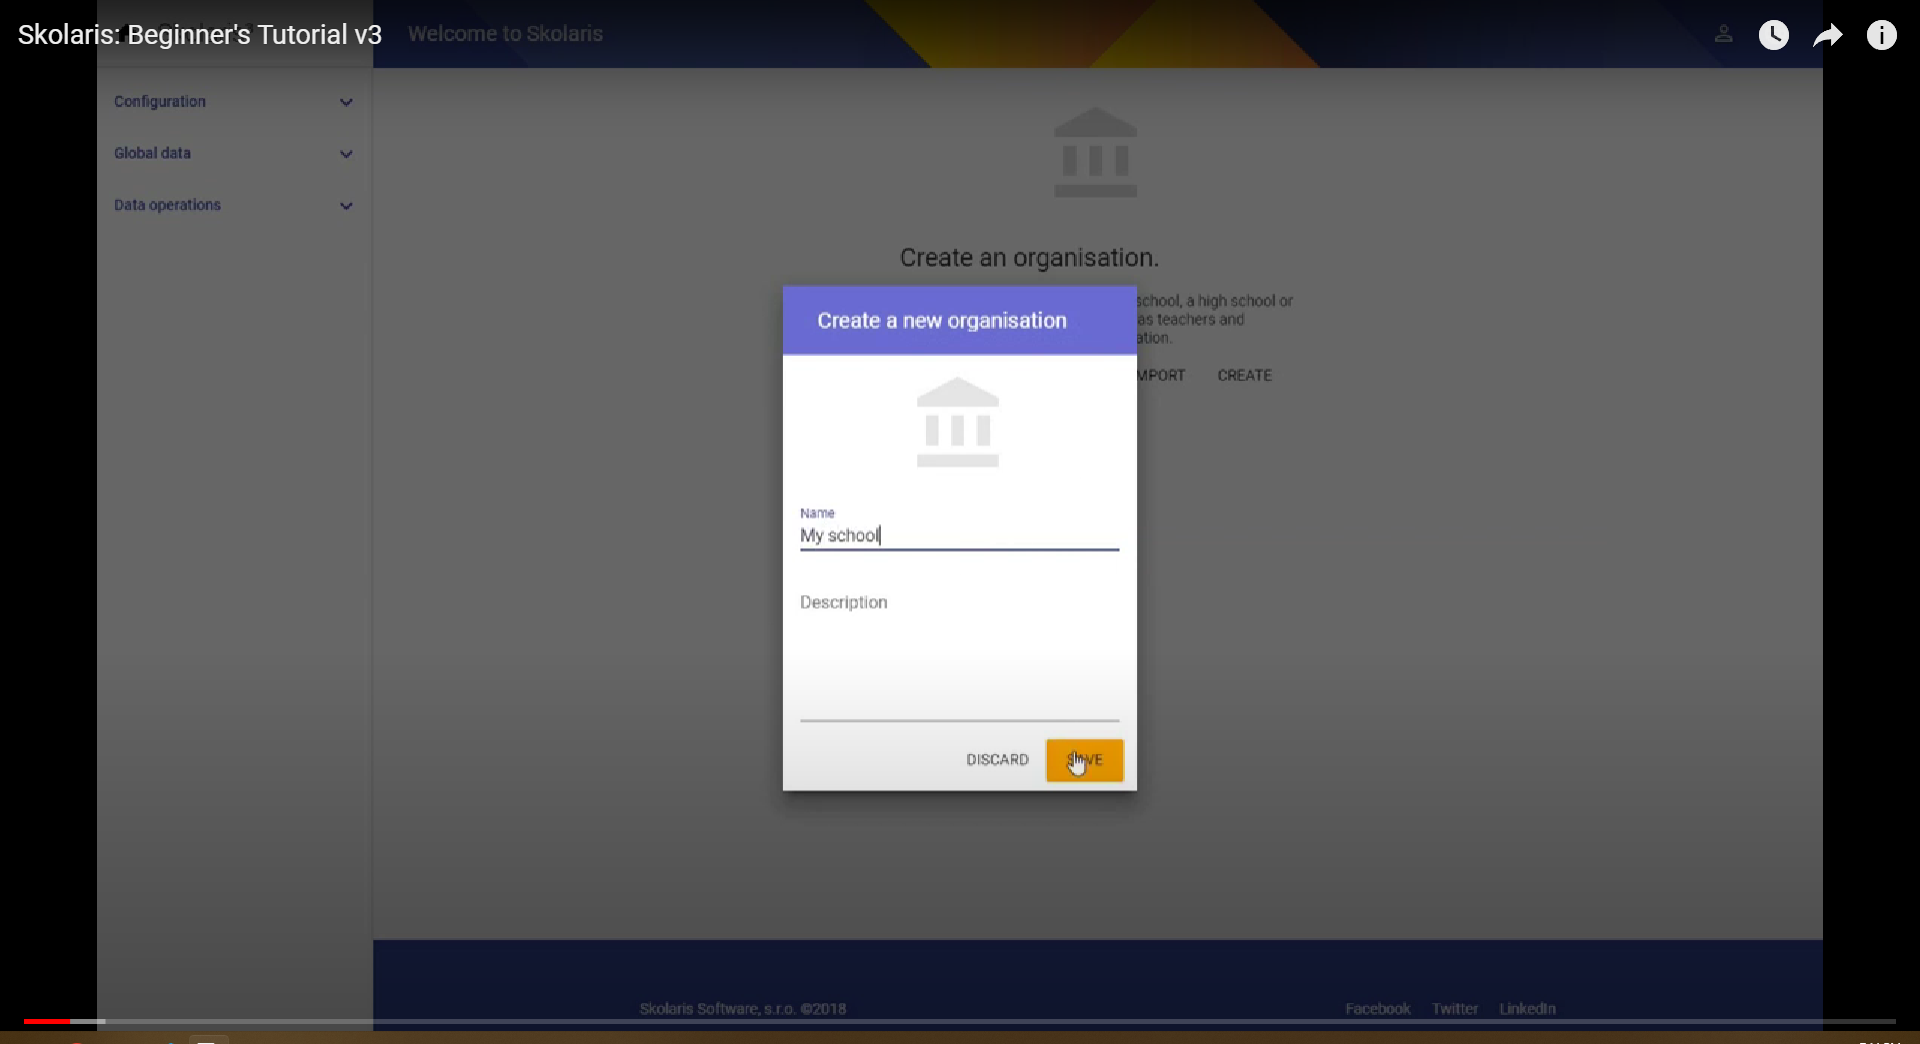 Skolaris: Beginner's Tutorial v3
Welcome to Skolaris
Configuration
Global data
Data operations
Create an organisation.
school, a high school or
as teachers and
ation.
MPORT CREATE
Create a new organisation
Name
My school
Description
DISCARD
Skolaris Software, s.r.o. ©2018
Facebook Twitter LinkedIn